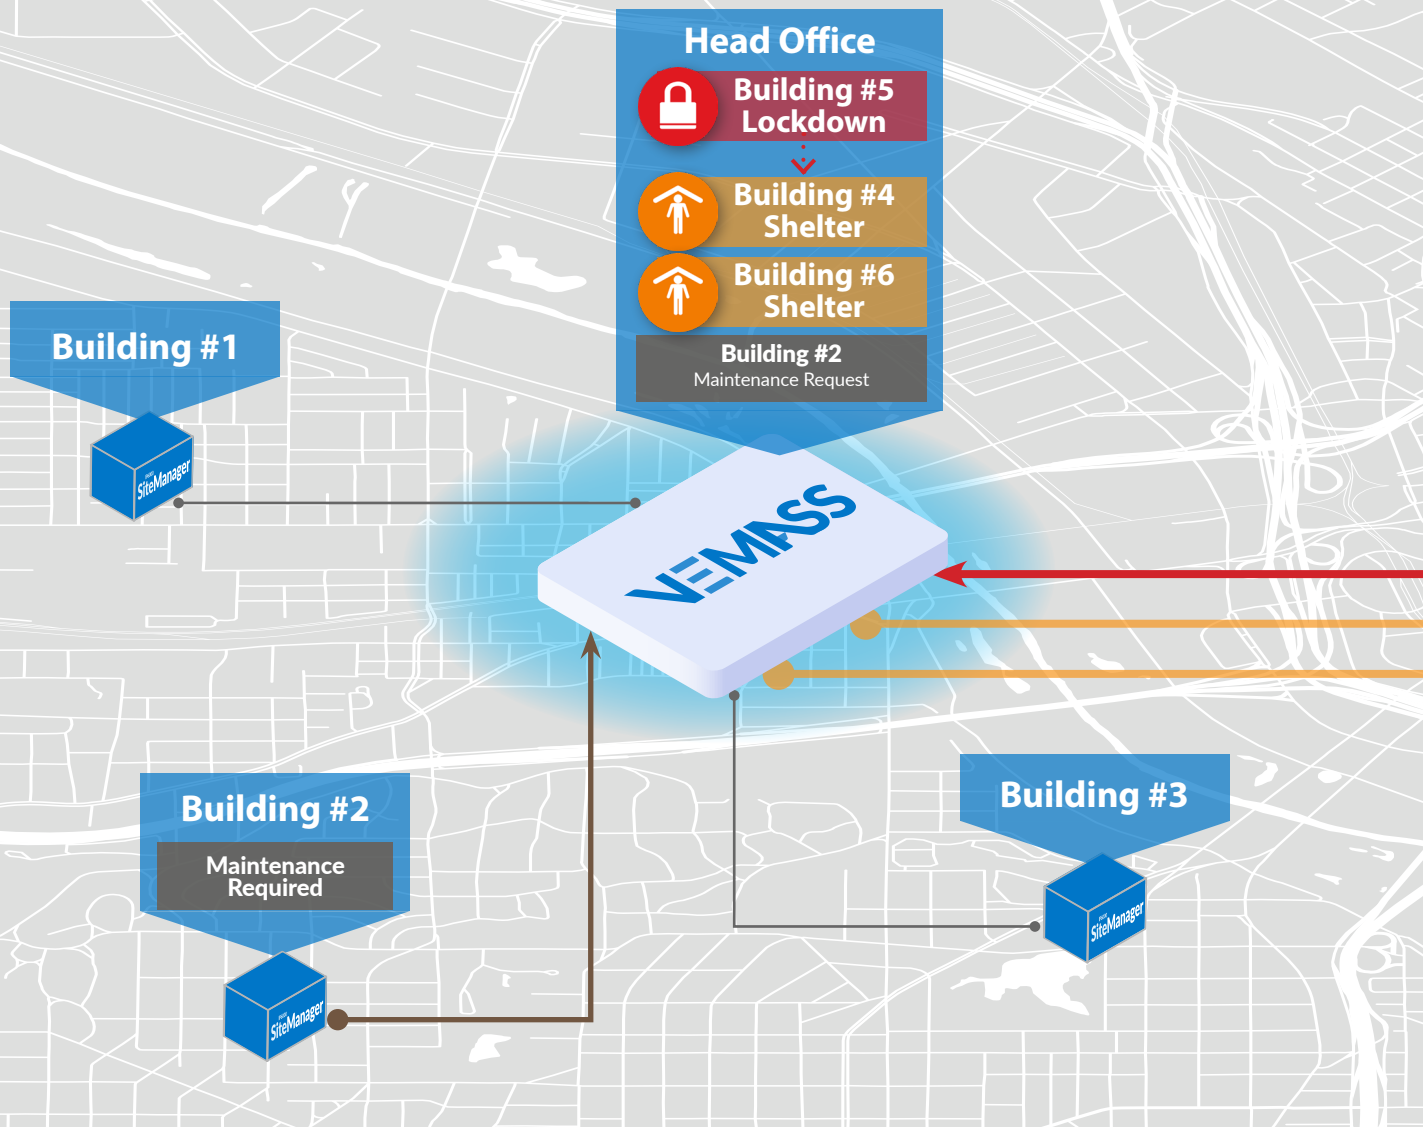 Head Office
Building #5
Lockdown
Building #4
Shelter
Building #6
Shelter
Building #2
Maintenance Request
Building #1
SiteManager
VEMASS
Building #2
Maintenance
Required
SiteManager
Building #3
SiteManager